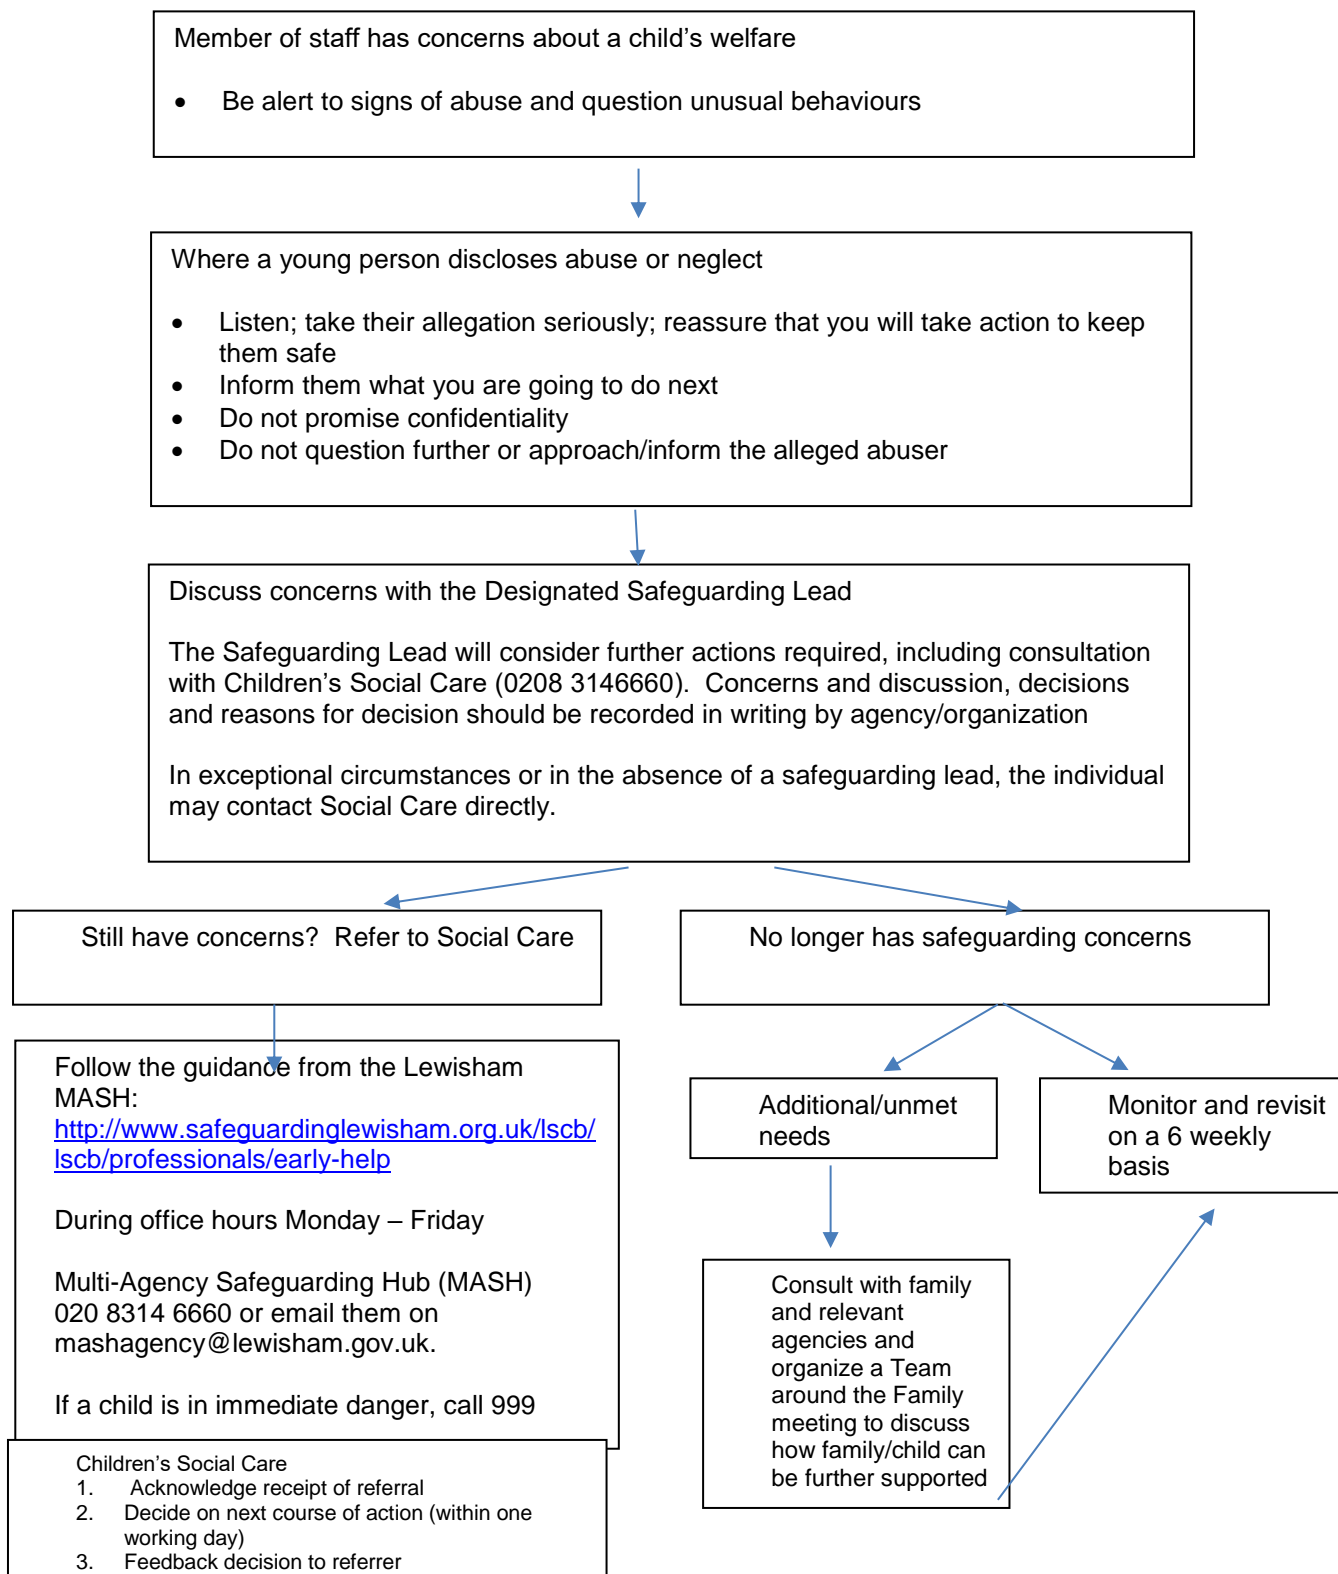 Member of staff has concerns about a child’s welfare
• Be alert to signs of abuse and question unusual behaviours
Where a young person discloses abuse or neglect
• Listen; take their allegation seriously; reassure that you will take action to keep
them safe
• Inform them what you are going to do next
• Do not promise confidentiality
• Do not question further or approach/inform the alleged abuser
Discuss concerns with the Designated Safeguarding Lead
The Safeguarding Lead will consider further actions required, including consultation
with Children’s Social Care (0208 3146660).  Concerns and discussion, decisions
and reasons for decision should be recorded in writing by agency/organization
In exceptional circumstances or in the absence of a safeguarding lead, the individual
may contact Social Care directly.
Still have concerns?  Refer to Social Care
No longer has safeguarding concerns
Follow the guidance from the Lewisham
MASH:
http://www.safeguardinglewisham.org.uk/lscb/
lscb/professionals/early-help
During office hours Monday – Friday
Multi-Agency Safeguarding Hub (MASH)
020 8314 6660 or email them on
mashagency@lewisham.gov.uk.
If a child is in immediate danger, call 999
Children’s Social Care
1. Acknowledge receipt of referral
2. Decide on next course of action (within one
working day)
3. Feedback decision to referrer
Additional/unmet
needs
Monitor and revisit
on a 6 weekly
basis
Consult with family
and relevant
agencies and
organize a Team
around the Family
meeting to discuss
how family/child can
be further supported